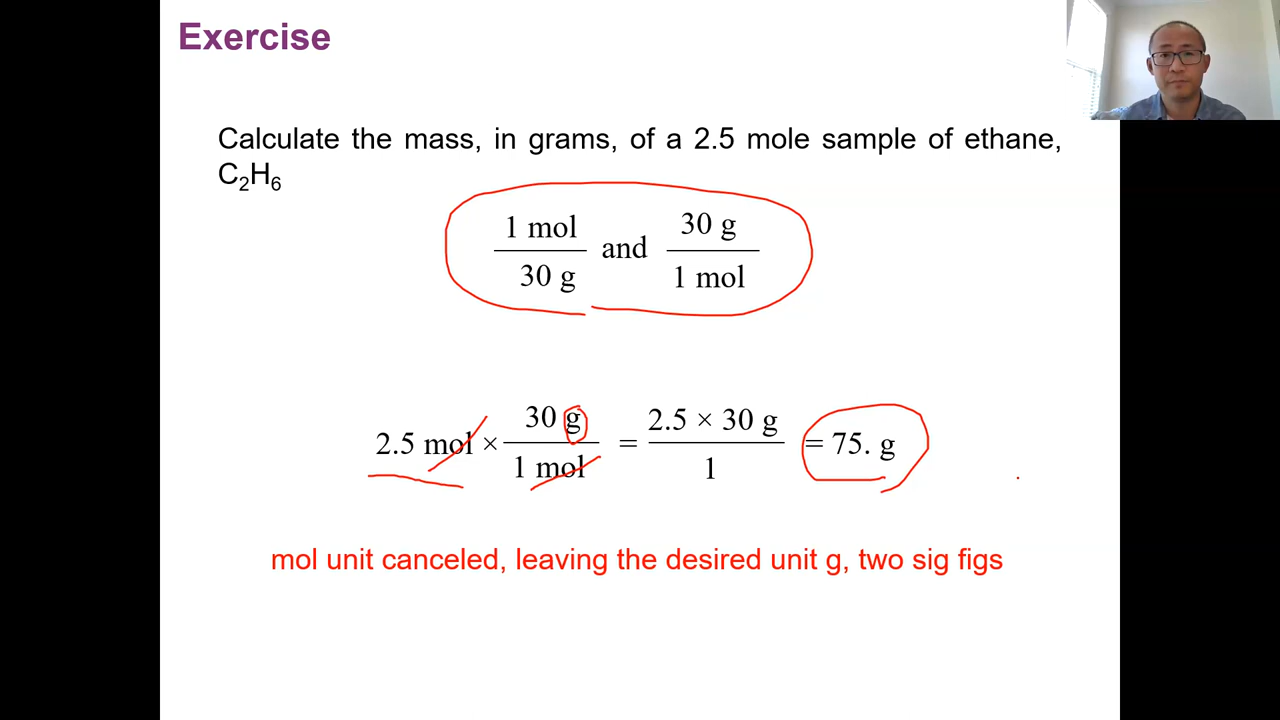 Exercise
Calculate the mass, in grams, of a 2.5 mole sample of ethane,
C₂H₆
1 mol / 30 g and 30 g / 1 mol
2.5 mol × 30 g / 1 mol = 2.5 × 30 g / 1 = 75. g
mol unit canceled, leaving the desired unit g, two sig figs